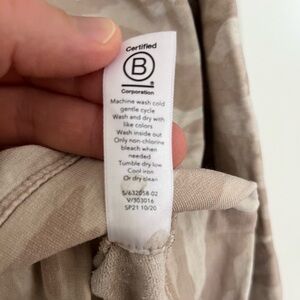 Certified
B
Corporation
Machine wash cold
gentle cycle
Wash and dry with
like colors
Wash inside out
Only non-chlorine
bleach when
needed
Tumble dry low
Cool iron
Or dry clean
S/632058-02
V/303016
SP21 10/20